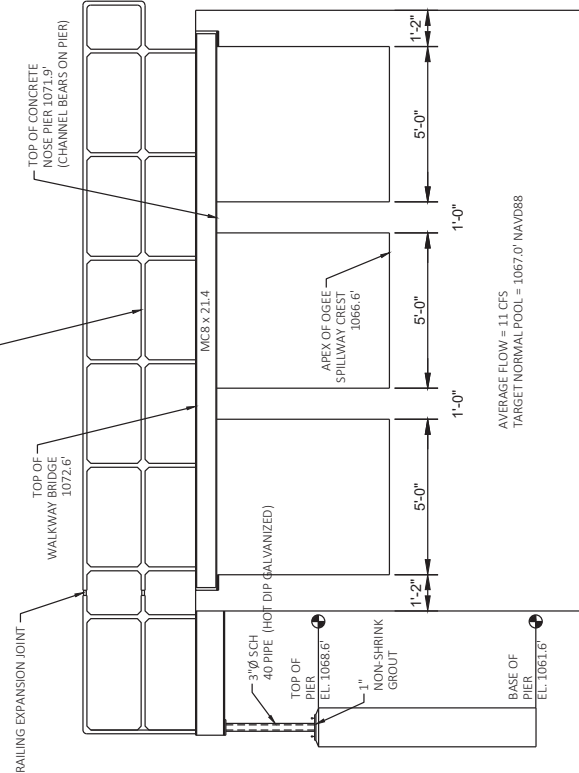 RAILING EXPANSION JOINT
TOP OF
WALKWAY BRIDGE
1072.6'
TOP OF CONCRETE
NOSE PIER 1071.9'
(CHANNEL BEARS ON PIER)
MC8 x 21.4
3"Ø SCH
40 PIPE (HOT DIP GALVANIZED)
TOP OF
PIER
EL. 1068.6'
1"
NON-SHRINK
GROUT
BASE OF
PIER
EL. 1061.6'
APEX OF OGEE
SPILLWAY CREST
1066.6'
1'-2"
5'-0"
1'-0"
5'-0"
1'-0"
5'-0"
1'-2"
AVERAGE FLOW = 11 CFS
TARGET NORMAL POOL = 1067.0' NAVD88